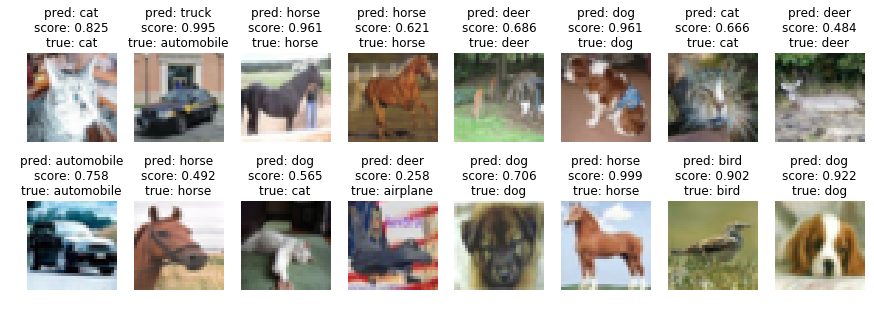 pred: cat
score: 0.825
true: cat
pred: truck
score: 0.995
true: automobile
pred: horse
score: 0.961
true: horse
pred: horse
score: 0.621
true: horse
pred: deer
score: 0.686
true: deer
pred: dog
score: 0.961
true: dog
pred: cat
score: 0.666
true: cat
pred: deer
score: 0.484
true: deer
pred: automobile
score: 0.758
true: automobile
pred: horse
score: 0.492
true: horse
pred: dog
score: 0.565
true: cat
pred: deer
score: 0.258
true: airplane
pred: dog
score: 0.706
true: dog
pred: horse
score: 0.999
true: horse
pred: bird
score: 0.902
true: bird
pred: dog
score: 0.922
true: dog